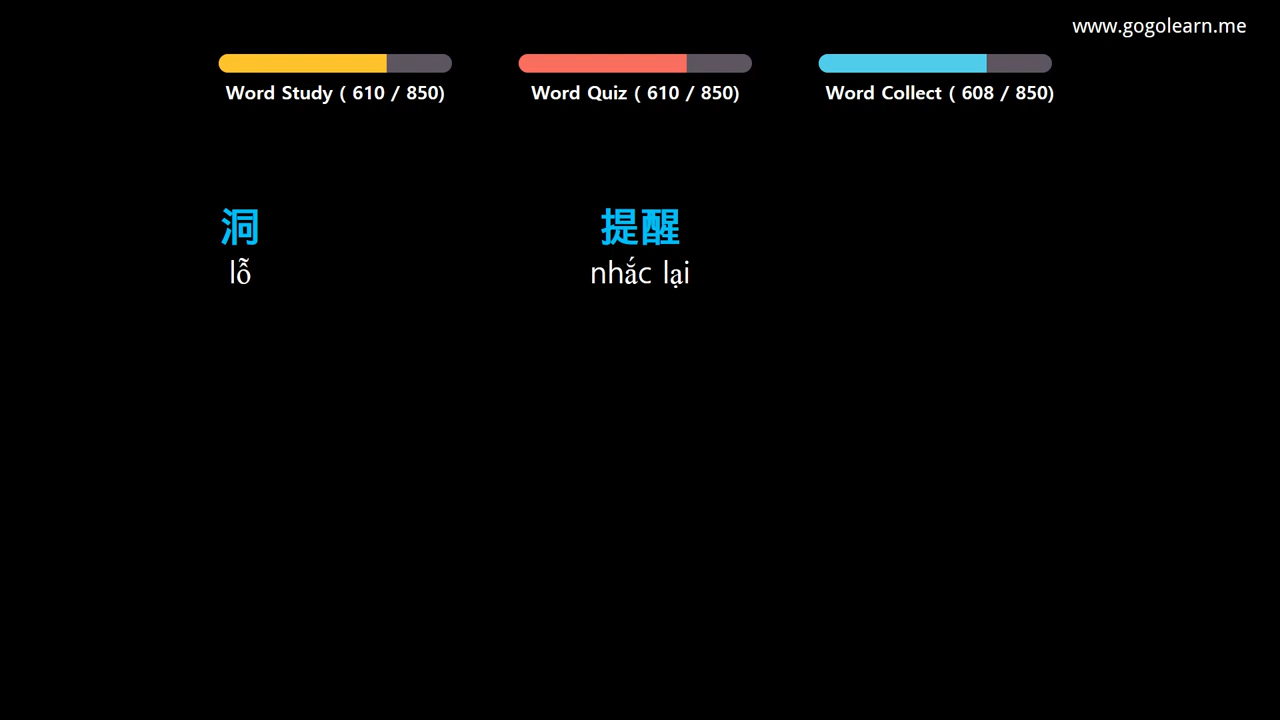 www.gogolearn.me
Word Study ( 610 / 850)
Word Quiz ( 610 / 850)
Word Collect ( 608 / 850)
洞
lỗ
提醒
nhắc lại